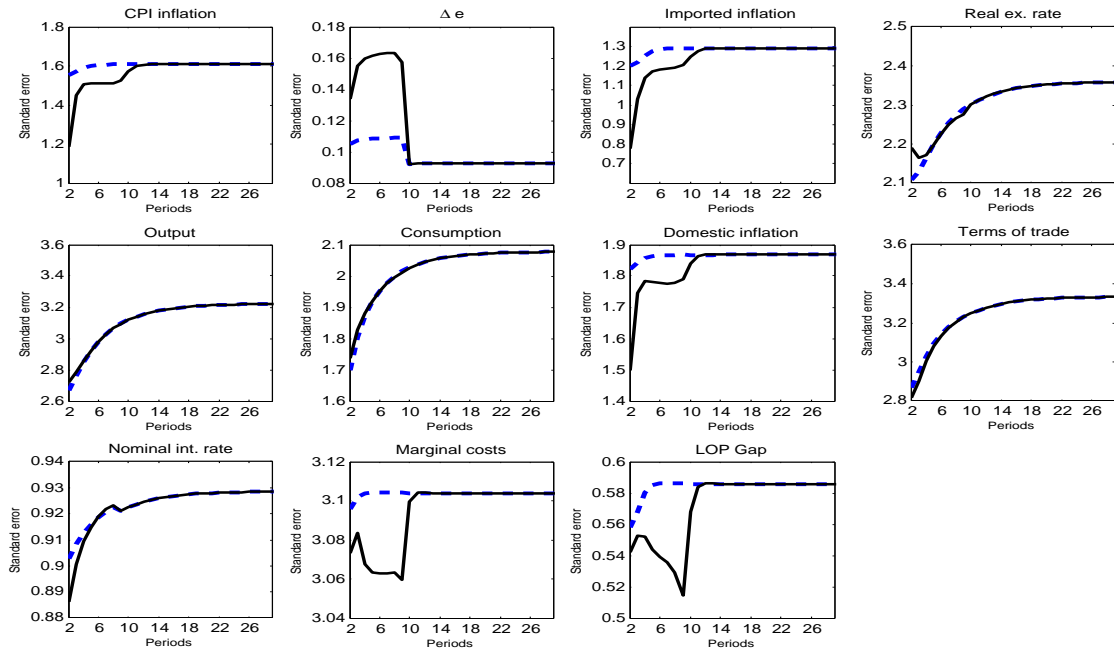 CPI inflation
Standard error
1.8
1.6
1.4
1.2
1
2 6 10 14 18 22 26
Periods
Δ e
Standard error
0.16
0.14
0.12
0.1
0.08
2 6 10 14 18 22 26
Periods
Imported inflation
Standard error
1.3
1.2
1.1
1
0.9
0.8
0.7
2 6 10 14 18 22 26
Periods
Real ex. rate
Standard error
2.4
2.3
2.2
2.1
2 6 10 14 18 22 26
Periods
Output
Standard error
3.6
3.4
3.2
3
2.8
2.6
2 6 10 14 18 22 26
Periods
Consumption
Standard error
2.1
2
1.9
1.8
1.7
1.6
2 6 10 14 18 22 26
Periods
Domestic inflation
Standard error
1.9
1.8
1.7
1.6
1.5
1.4
2 6 10 14 18 22 26
Periods
Terms of trade
Standard error
3.4
3.3
3
2.8
2 6 10 14 18 22 26
Periods
Nominal int. rate
Standard error
0.94
0.93
0.92
0.91
0.9
0.89
0.88
2 6 10 14 18 22 26
Periods
Marginal costs
Standard error
3.12
3.1
3.08
3.06
3.04
2 6 10 14 18 22 26
Periods
LOP Gap
Standard error
0.6
0.58
0.56
0.54
0.52
0.5
2 6 10 14 18 22 26
Periods